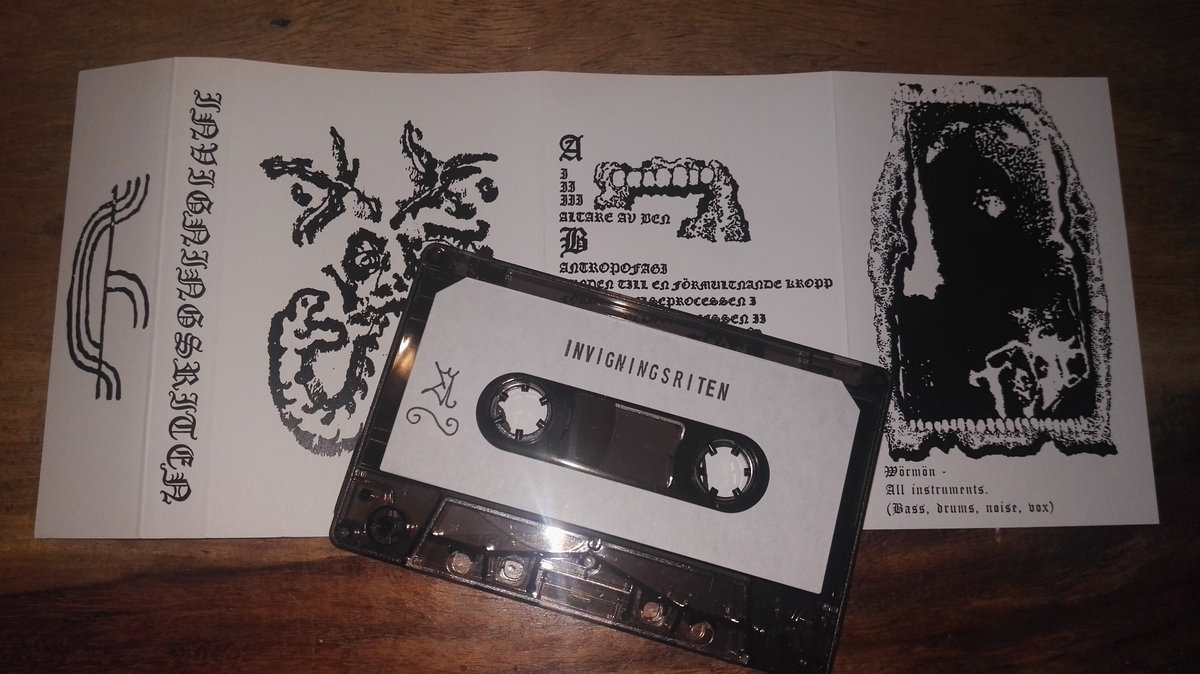 INVIGNINGSRITEN
A
I
II
III
ALTARE AV BEN
B
ANTROPOFAGI
TILL EN FÖRMULTNANDE KROPP
INVIGNINGSRITEN
Wörmön -
All instruments.
(Bass, drums, noise, vox)